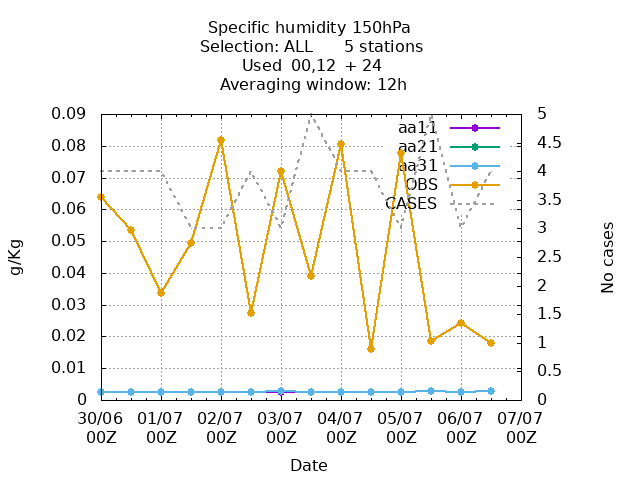 Specific humidity 150hPa
Selection: ALL 5 stations
Used 00,12 + 24
Averaging window: 12h
0.09
0.08
0.07
0.06
0.05
0.04
0.03
0.02
0.01
0
5
4.5
4
3.5
3
2.5
2
1.5
1
0.5
0
aa11
aa21
aa31
OBS
CASES
g/Kg
No cases
30/06 01/07 02/07 03/07 04/07 05/07 06/07 07/07
00Z 00Z 00Z 00Z 00Z 00Z 00Z 00Z
Date